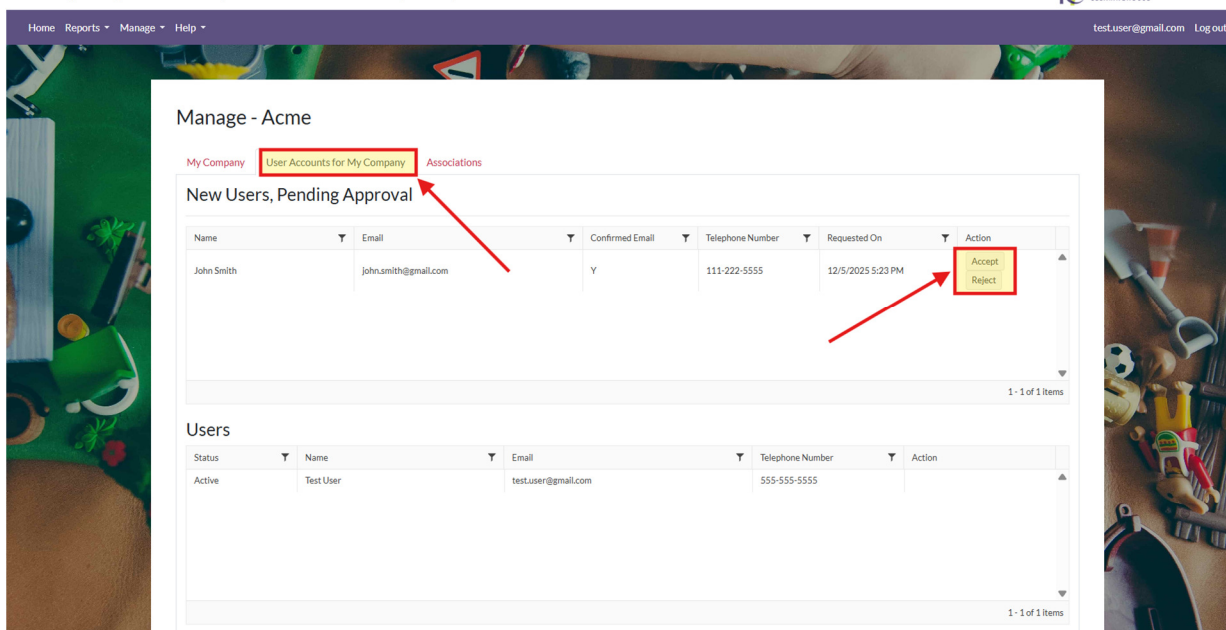 Home Reports Manage Help test.user@gmail.com Log out
Manage - Acme
My Company User Accounts for My Company Associations
New Users, Pending Approval
Name Email Confirmed Email Telephone Number Requested On Action
John Smith john.smith@gmail.com Y 111-222-5555 12/5/2025 5:23 PM Accept
Reject
1 - 1 of 1 items
Users
Status Name Email Telephone Number Action
Active Test User test.user@gmail.com 555-555-5555
1 - 1 of 1 items